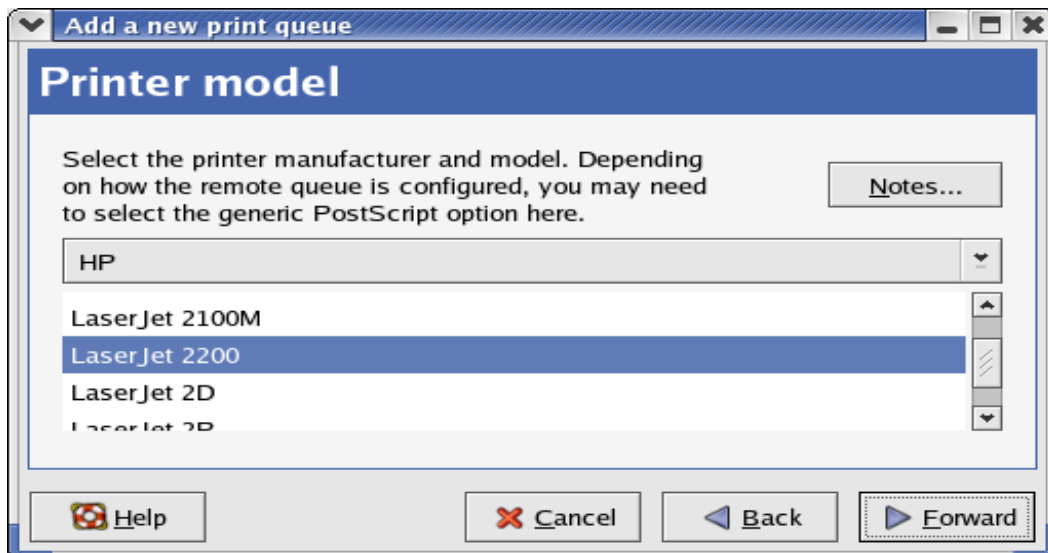 Add a new print queue
Printer model
Select the printer manufacturer and model. Depending
on how the remote queue is configured, you may need
to select the generic PostScript option here.
Notes...
HP
LaserJet 2100M
LaserJet 2200
LaserJet 2D
LaserJet 2P
Help
Cancel
Back
Forward